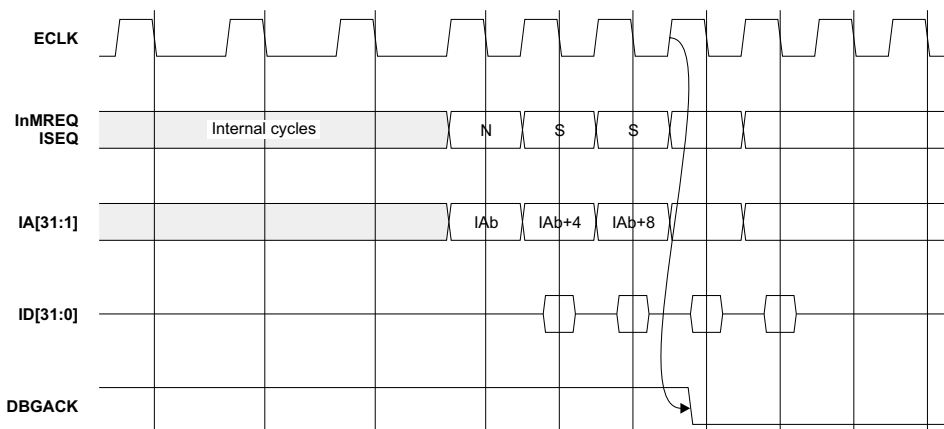 ECLK
InMREQ
ISEQ
Internal cycles
N
S
S
IA[31:1]
IAb
IAb+4
IAb+8
ID[31:0]
DBGACK